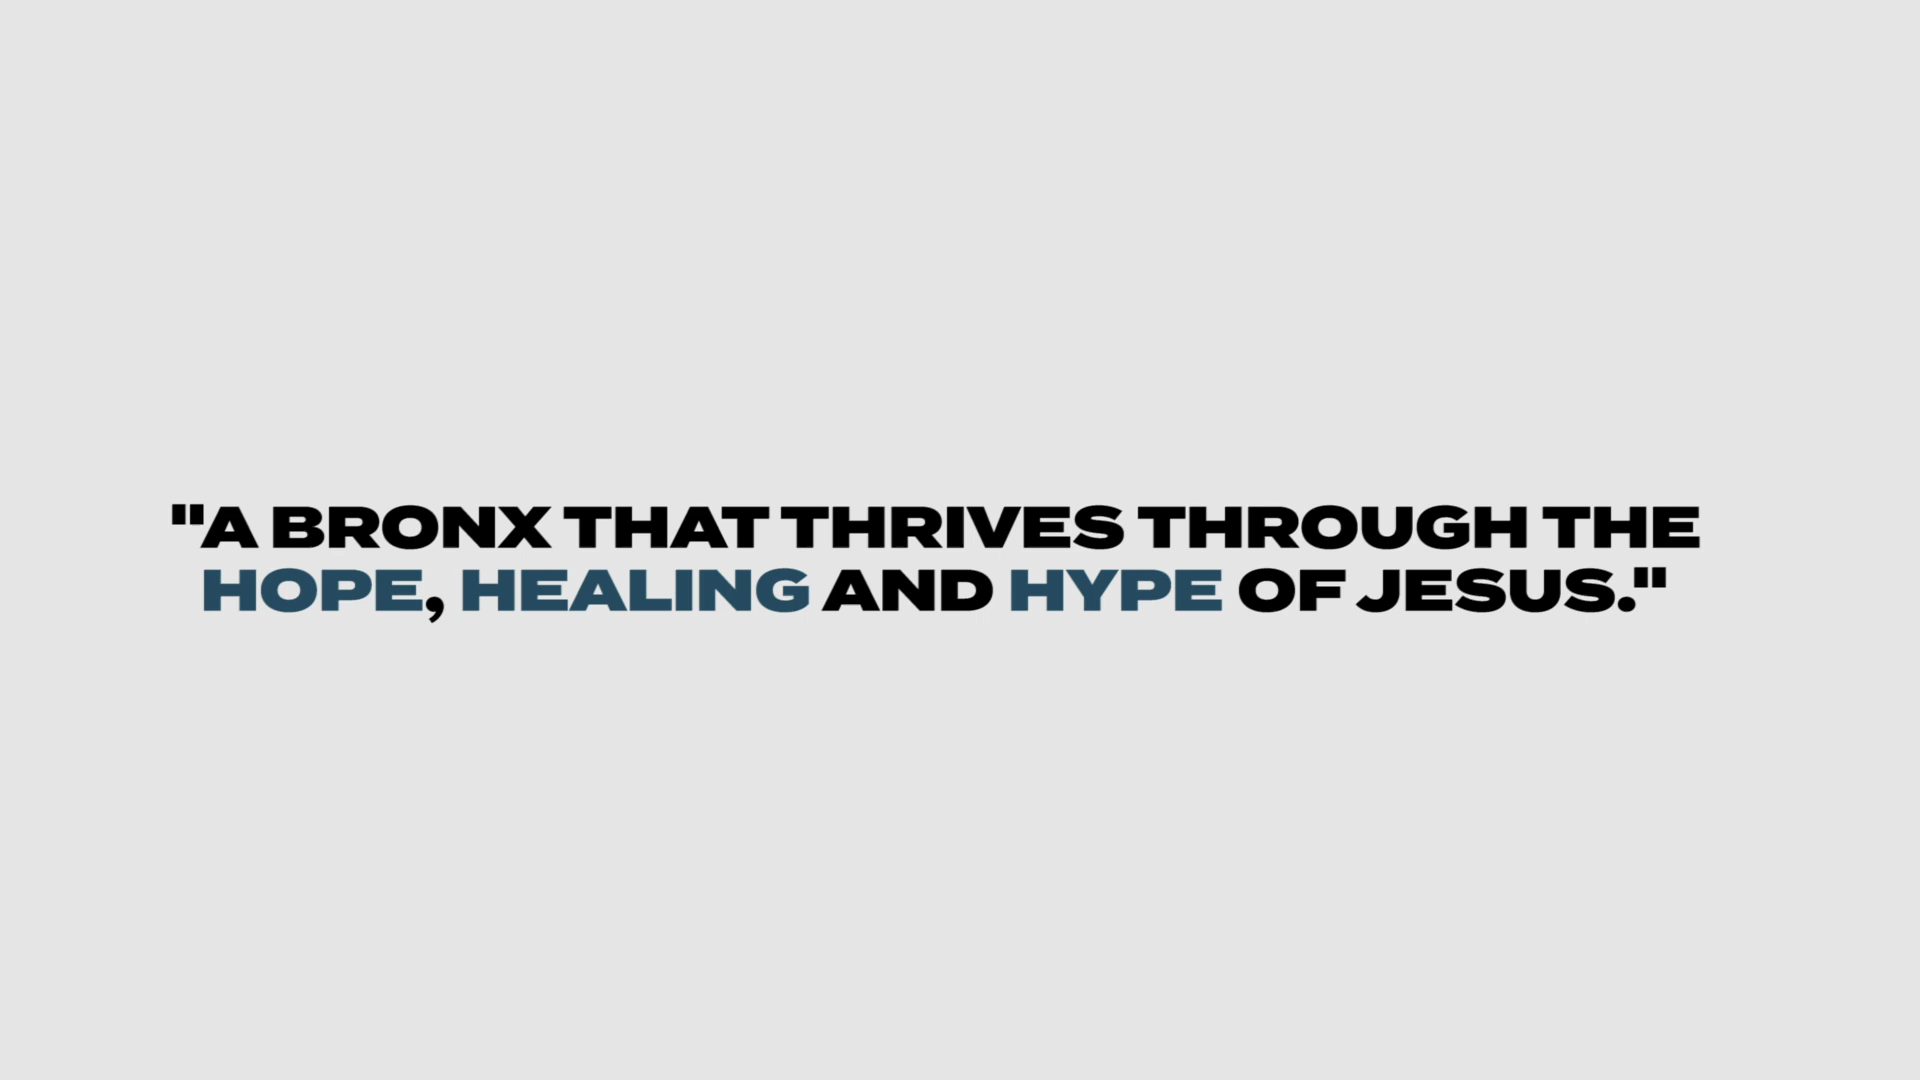 "A BRONX THAT THRIVES THROUGH THE
HOPE, HEALING AND HYPE OF JESUS."